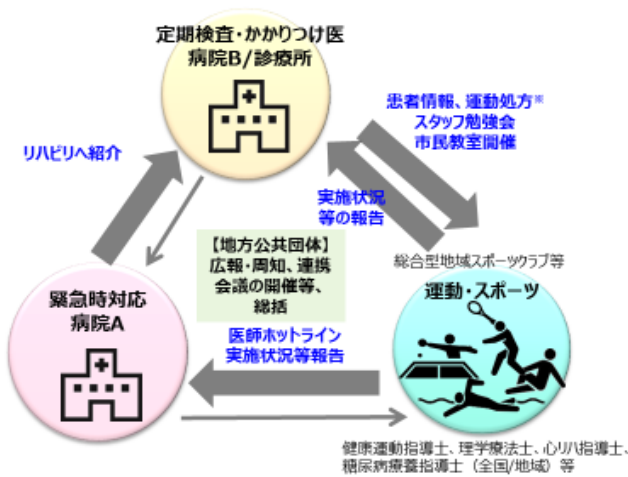 定期検査・かかりつけ医
病院B/診療所
患者情報、運動処方※
スタッフ勉強会
市民教室開催
リハビリへ紹介
実施状況
等の報告
【地方公共団体】
広報・周知、連携
会議の開催等、
総括
総合型地域スポーツクラブ等
運動・スポーツ
緊急時対応
病院A
医師ホットライン
実施状況等報告
健康運動指導士、理学療法士、心リハ指導士、
糖尿病療養指導士（全国/地域）等